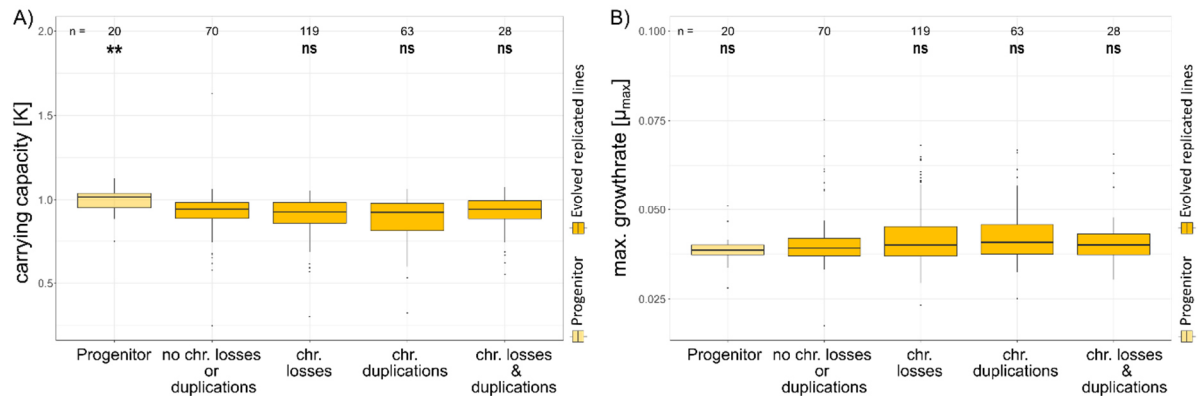 A)
n = 20 70 119 63 28
** ns ns ns
2.0
1.5
1.0
0.5
carrying capacity [K]
Progenitor
no chr. losses
or
duplications
chr.
losses
chr.
duplications
chr. losses
&
duplications
Progenitor Evolved replicated lines
B)
n = 20 70 119 63 28
ns ns ns ns
0.100
0.075
0.050
0.025
max. growthrate [μmax]
Progenitor
no chr. losses
or
duplications
chr.
losses
chr.
duplications
chr. losses
&
duplications
Progenitor Evolved replicated lines